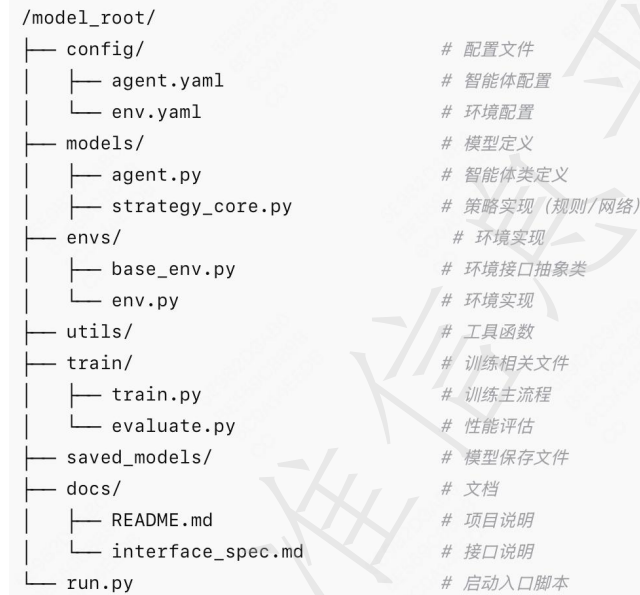 /model_root/
├── config/ # 配置文件
│ ├── agent.yaml # 智能体配置
│ └── env.yaml # 环境配置
├── models/ # 模型定义
│ ├── agent.py # 智能体类定义
│ ├── strategy_core.py # 策略实现（规则/网络）
├── envs/ # 环境实现
│ ├── base_env.py # 环境接口抽象类
│ └── env.py # 环境实现
├── utils/ # 工具函数
├── train/ # 训练相关文件
│ ├── train.py # 训练主流程
│ └── evaluate.py # 性能评估
├── saved_models/ # 模型保存文件
├── docs/ # 文档
│ ├── README.md # 项目说明
│ └── interface_spec.md # 接口说明
└── run.py # 启动入口脚本